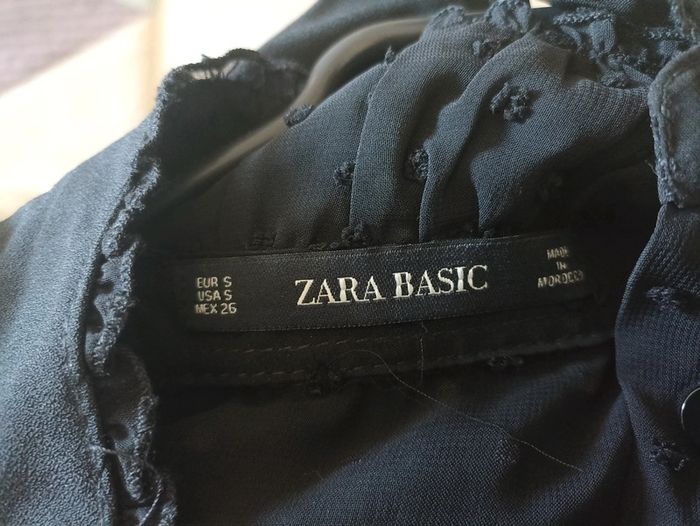 EUR S
USA S
MEX 26
ZARA BASIC
MADE
IN
MOROCCO